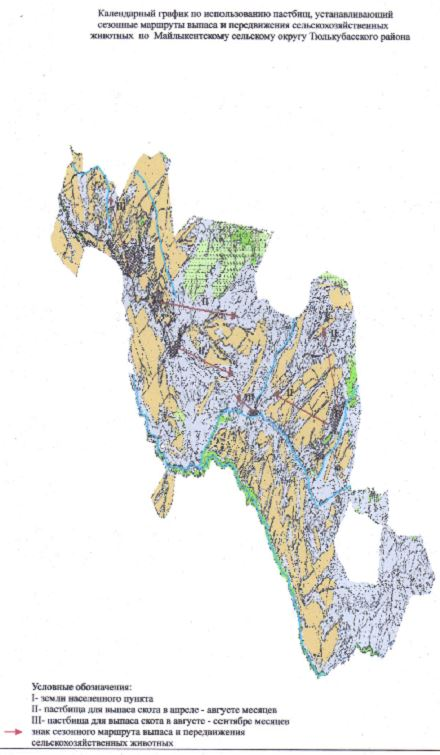 Календарный график по использованию пастбищ, устанавливающий
сезонные маршруты выпаса и передвижения сельскохозяйственных
животных по Майлыкентскому сельскому округу Тюлькубасского района
II
II
Условные обозначения:
I- земли населенного пункта
II- пастбища для выпаса скота в апреле - августе месяцев
III- пастбища для выпаса скота в августе - сентябре месяцев
знак сезонного маршрута выпаса и передвижения
сельскохозяйственных животных